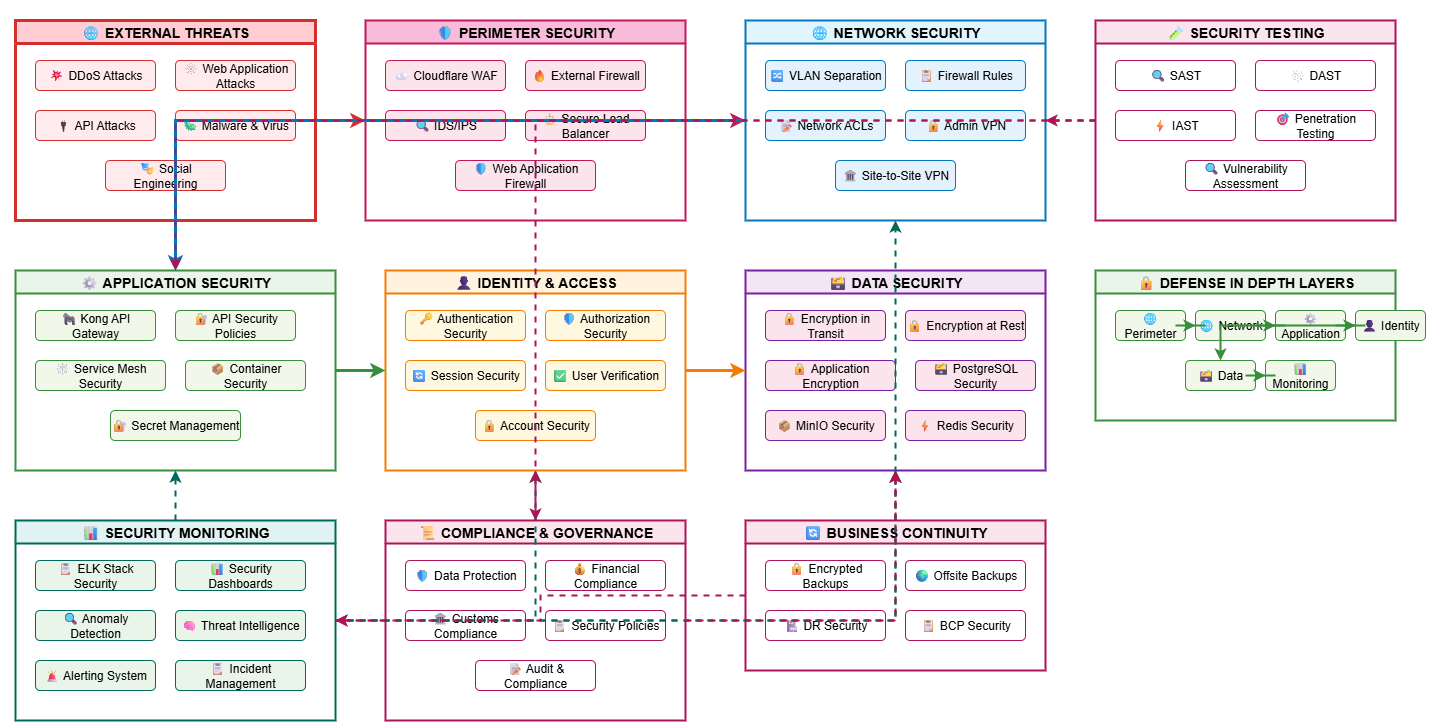 EXTERNAL THREATS
DDoS Attacks
Web Application
Attacks
API Attacks
Malware & Virus
Social
Engineering
PERIMETER SECURITY
Cloudflare WAF
External Firewall
IDS/IPS
Secure Load
Balancer
Web Application
Firewall
NETWORK SECURITY
VLAN Separation
Firewall Rules
Network ACLs
Admin VPN
Site-to-Site VPN
SECURITY TESTING
SAST
DAST
IAST
Penetration
Testing
Vulnerability
Assessment
APPLICATION SECURITY
Kong API
Gateway
API Security
Policies
Service Mesh
Security
Container
Security
Secret Management
IDENTITY & ACCESS
Authentication
Security
Authorization
Security
Session Security
User Verification
Account Security
DATA SECURITY
Encryption in
Transit
Encryption at Rest
Application
Encryption
PostgreSQL
Security
MinIO Security
Redis Security
DEFENSE IN DEPTH LAYERS
Perimeter
Network
Application
Identity
Data
Monitoring
SECURITY MONITORING
ELK Stack
Security
Security
Dashboards
Anomaly
Detection
Threat Intelligence
Alerting System
Incident
Management
COMPLIANCE & GOVERNANCE
Data Protection
Financial
Compliance
Customs
Compliance
Security Policies
Audit &
Compliance
BUSINESS CONTINUITY
Encrypted
Backups
Offsite Backups
DR Security
BCP Security